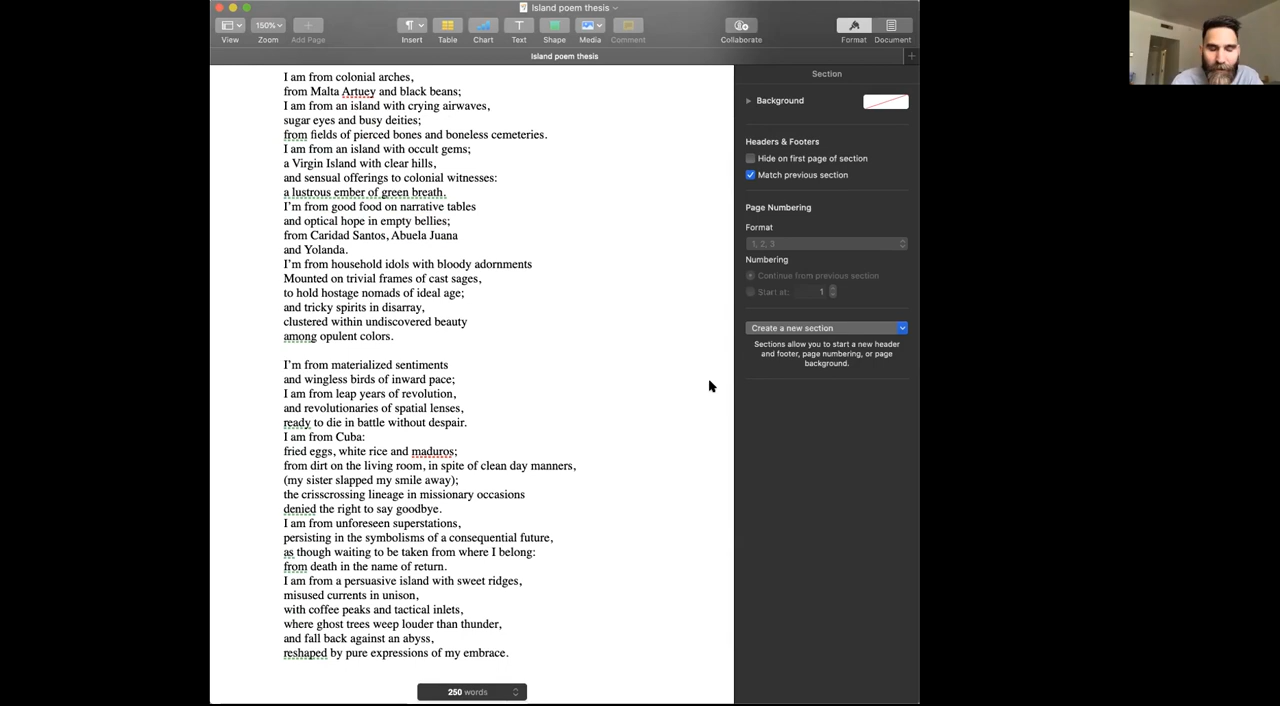 Island poem thesis
150%
View
Zoom
Add Page
Insert
Table
Chart
Text
Shape
Media
Comment
Collaborate
Format
Document
Island poem thesis
I am from colonial arches,
from Malta Artuey and black beans;
I am from an island with crying airwaves,
sugar eyes and busy deities;
from fields of pierced bones and boneless cemeteries.
I am from an island with occult gems;
a Virgin Island with clear hills,
and sensual offerings to colonial witnesses:
a lustrous ember of green breath.
I'm from good food on narrative tables
and optical hope in empty bellies;
from Caridad Santos, Abuela Juana
and Yolanda.
I'm from household idols with bloody adornments
Mounted on trivial frames of cast sages,
to hold hostage nomads of ideal age;
and tricky spirits in disarray,
clustered within undiscovered beauty
among opulent colors.
I'm from materialized sentiments
and wingless birds of inward pace;
I am from leap years of revolution,
and revolutionaries of spatial lenses,
ready to die in battle without despair.
I am from Cuba:
fried eggs, white rice and maduros;
from dirt on the living room, in spite of clean day manners,
(my sister slapped my smile away);
the crisscrossing lineage in missionary occasions
denied the right to say goodbye.
I am from unforeseen superstations,
persisting in the symbolisms of a consequential future,
as though waiting to be taken from where I belong:
from death in the name of return.
I am from a persuasive island with sweet ridges,
misused currents in unison,
with coffee peaks and tactical inlets,
where ghost trees weep louder than thunder,
and fall back against an abyss,
reshaped by pure expressions of my embrace.
250 words
Section
Background
Headers & Footers
Hide on first page of section
Match previous section
Page Numbering
Format
1, 2, 3
Numbering
Continue from previous section
Start at: 1
Create a new section
Sections allow you to start a new header
and footer, page numbering, or page
background.